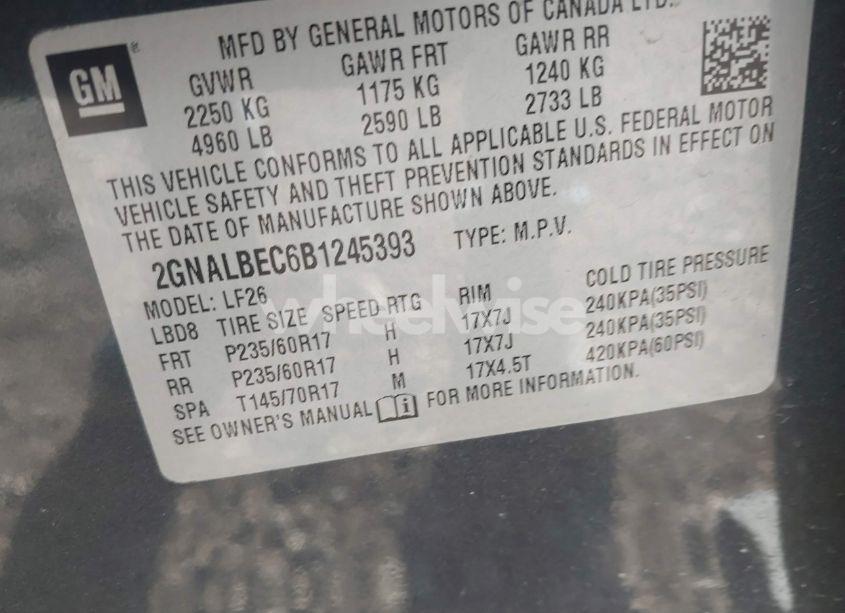 MFD BY GENERAL MOTORS OF CANADA LTD.
GM ®
GVWR GAWR FRT GAWR RR
2250 KG 1175 KG 1240 KG
4960 LB 2590 LB 2733 LB
THIS VEHICLE CONFORMS TO ALL APPLICABLE U.S. FEDERAL MOTOR
VEHICLE SAFETY AND THEFT PREVENTION STANDARDS IN EFFECT ON
THE DATE OF MANUFACTURE SHOWN ABOVE.
2GNALBEC6B1245393 TYPE: M.P.V.
MODEL: LF26
LBD8 TIRE SIZE SPEED RTG RIM COLD TIRE PRESSURE
FRT P235/60R17 H 17X7J 240KPA(35PSI)
RR P235/60R17 H 17X7J 240KPA(35PSI)
SPA T145/70R17 M 17X4.5T 420KPA(60PSI)
SEE OWNER'S MANUAL FOR MORE INFORMATION.
wheelwise